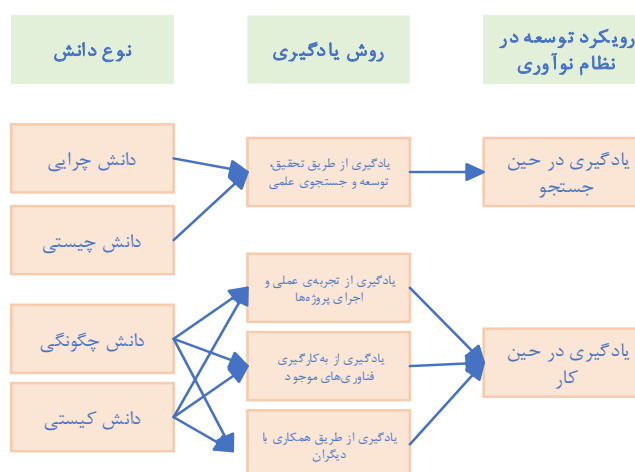 رویکرد توسعه در
نظام نوآوری
روش یادگیری
نوع دانش
دانش چرایی
دانش چیستی
دانش چگونگی
دانش کیستی
یادگیری از طریق تحقیق،
توسعه و جستجوی علمی
یادگیری از تجربه‌ی عملی و
اجرای پروژه‌ها
یادگیری از به‌کارگیری
فناوری‌های موجود
یادگیری از طریق همکاری با
دیگران
یادگیری در حین
جستجو
یادگیری در حین
کار